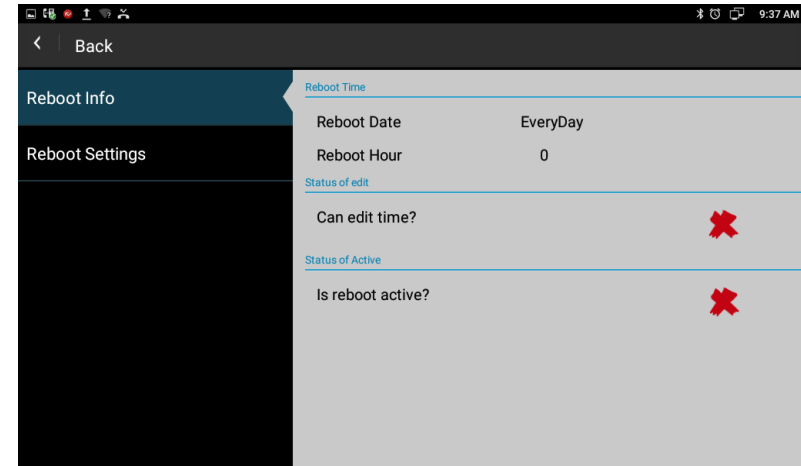 9:37 AM
Back
Reboot Info
Reboot Settings
Reboot Time
Reboot Date EveryDay
Reboot Hour 0
Status of edit
Can edit time?
Status of Active
Is reboot active?